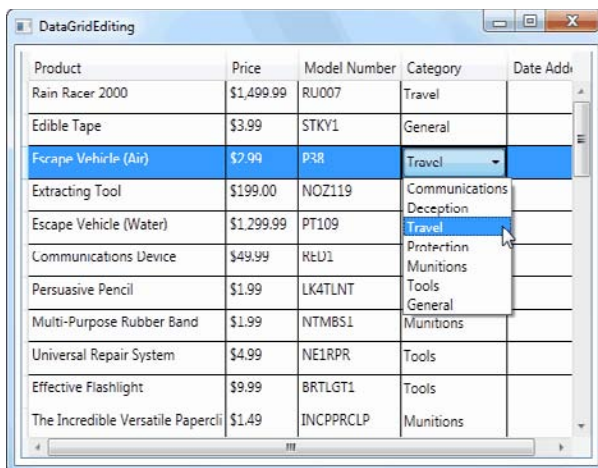 DataGridEditing
Product Price Model Number Category Date Adde
Rain Racer 2000 $1,499.99 RU007 Travel
Edible Tape $3.99 STKY1 General
Escape Vehicle (Air) $2.99 P38 Travel
Extracting Tool $199.00 NOZ119 Communications
Deception
Escape Vehicle (Water) $1,299.99 PT109 Travel
Communications Device $49.99 RED1 Protection
Munitions
Persuasive Pencil $1.99 LK4TLNT Tools
General
Multi-Purpose Rubber Band $1.99 NTMBS1 Munitions
Universal Repair System $4.99 NE1RPR Tools
Effective Flashlight $9.99 BRTLGT1 Tools
The Incredible Versatile Papercli $1.49 INCPPRCLP Munitions